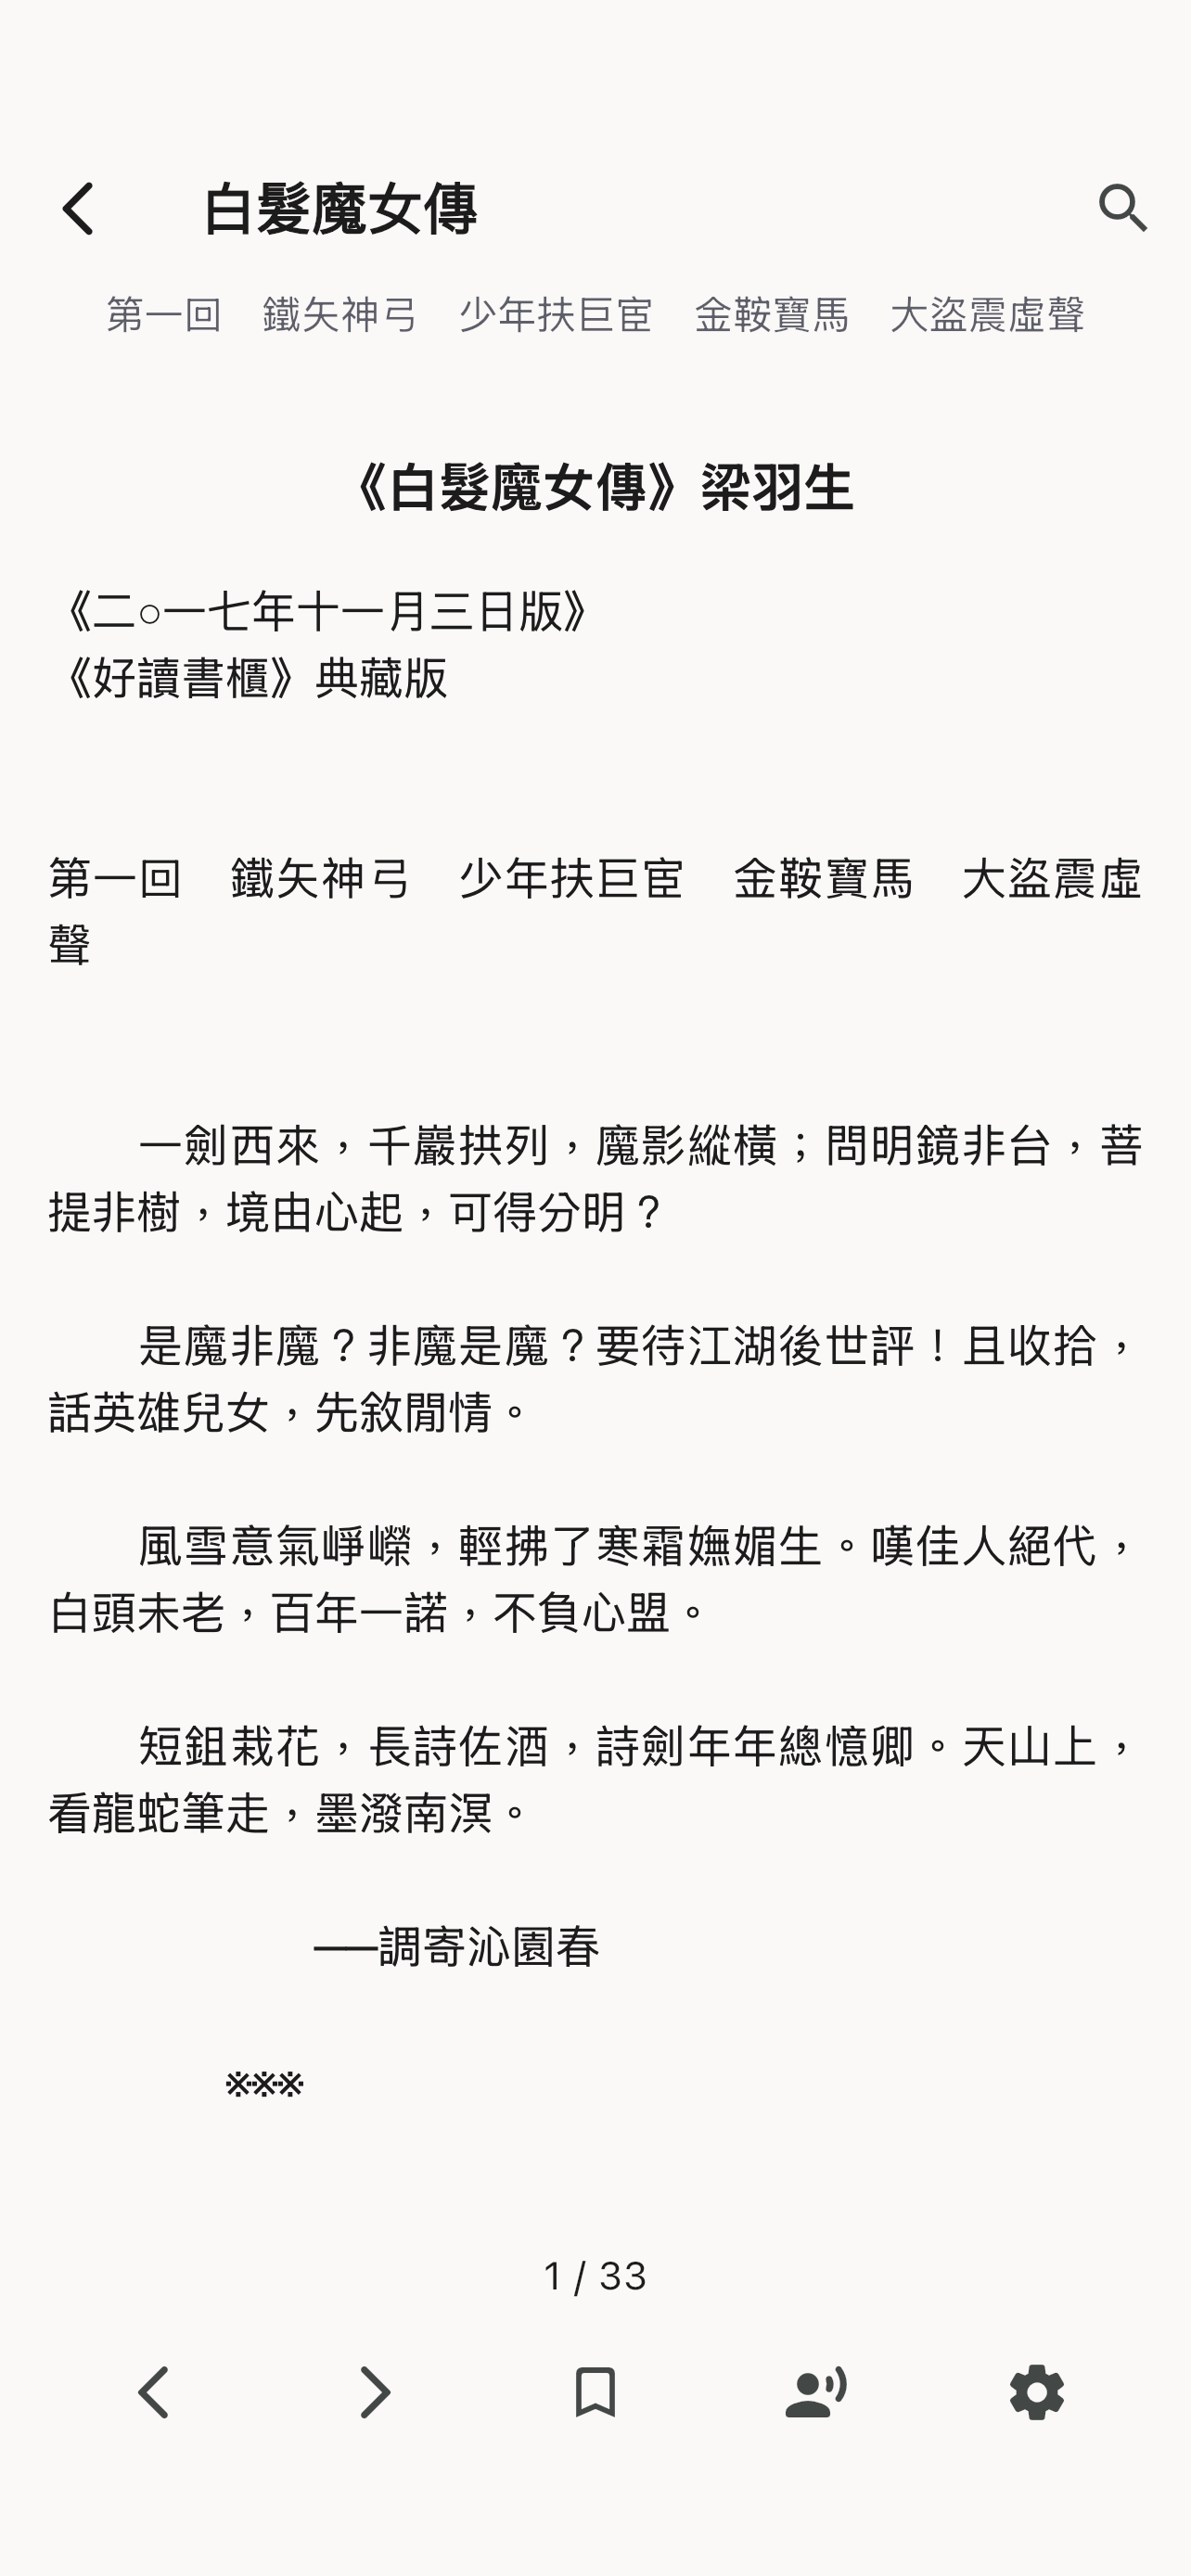 白髮魔女傳
第一回　鐵矢神弓　少年扶巨宦　金鞍寶馬　大盜震虛聲
《白髮魔女傳》梁羽生
《二○一七年十一月三日版》
《好讀書櫃》典藏版
第一回　鐵矢神弓　少年扶巨宦　金鞍寶馬　大盜震虛
聲
一劍西來，千巖拱列，魔影縱橫；問明鏡非台，菩
提非樹，境由心起，可得分明？
是魔非魔？非魔是魔？要待江湖後世評！且收拾，
話英雄兒女，先敘閒情。
風雪意氣崢嶸，輕拂了寒霜嫵媚生。嘆佳人絕代，
白頭未老，百年一諾，不負心盟。
短鉏栽花，長詩佐酒，詩劍年年總憶卿。天山上，
看龍蛇筆走，墨潑南溟。
──調寄沁園春
※※※
1 / 33